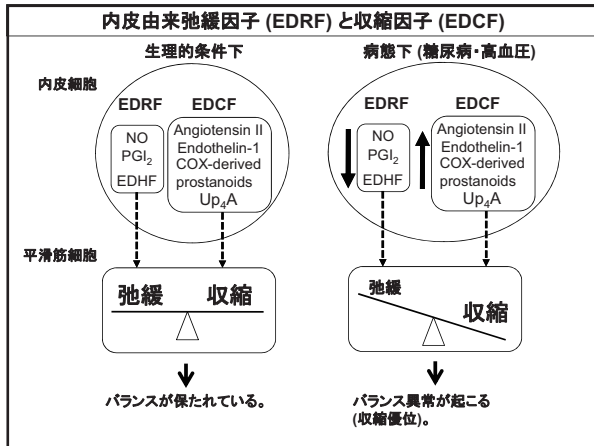 内皮由来弛緩因子 (EDRF) と収縮因子 (EDCF)
生理的条件下
内皮細胞
EDRF
EDCF
NO
PGI₂
EDHF
Angiotensin II
Endothelin-1
COX-derived
prostanoids
Up₄A
平滑筋細胞
弛緩
収縮
バランスが保たれている。
病態下 (糖尿病・高血圧)
EDRF
EDCF
NO
PGI₂
EDHF
Angiotensin II
Endothelin-1
COX-derived
prostanoids
Up₄A
弛緩
収縮
バランス異常が起こる
(収縮優位)。